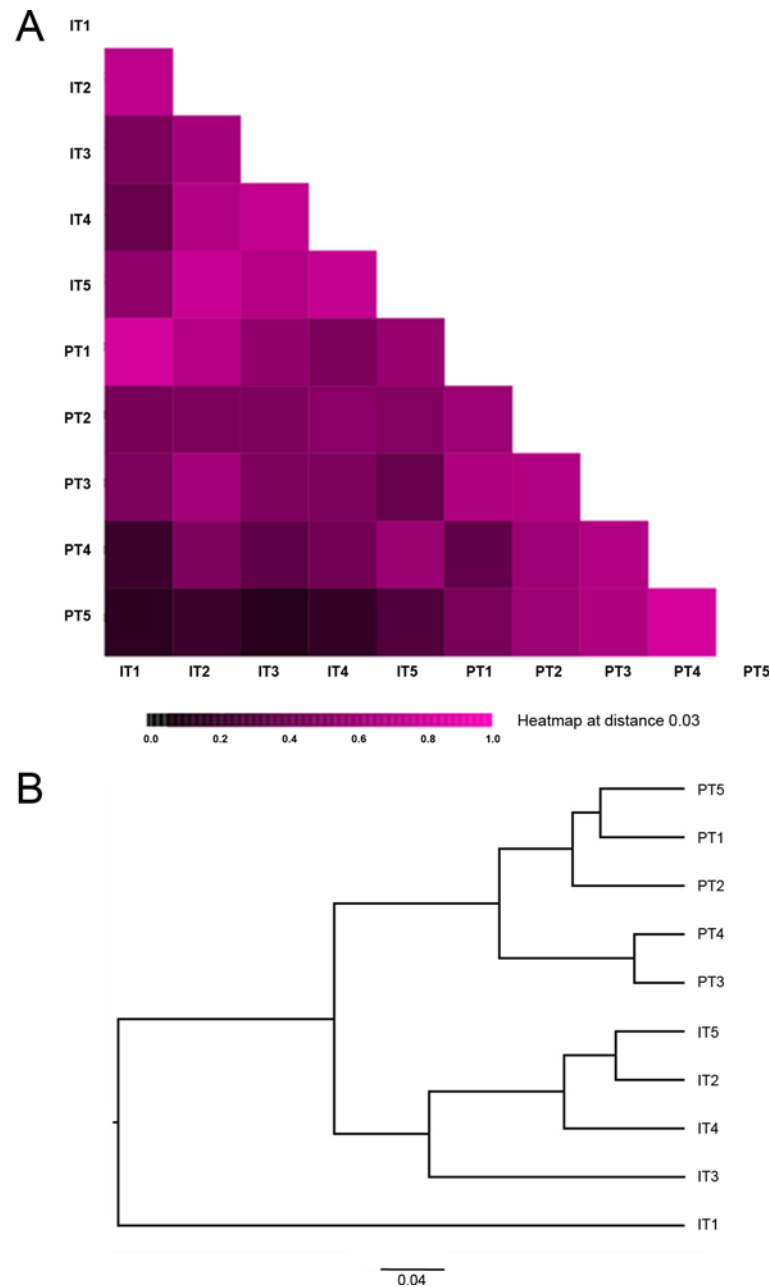 A
IT1
IT2
IT3
IT4
IT5
PT1
PT2
PT3
PT4
PT5
IT1 IT2 IT3 IT4 IT5 PT1 PT2 PT3 PT4 PT5
0.0 0.2 0.4 0.6 0.8 1.0
Heatmap at distance 0.03
B
PT5
PT1
PT2
PT4
PT3
IT5
IT2
IT4
IT3
IT1
0.04